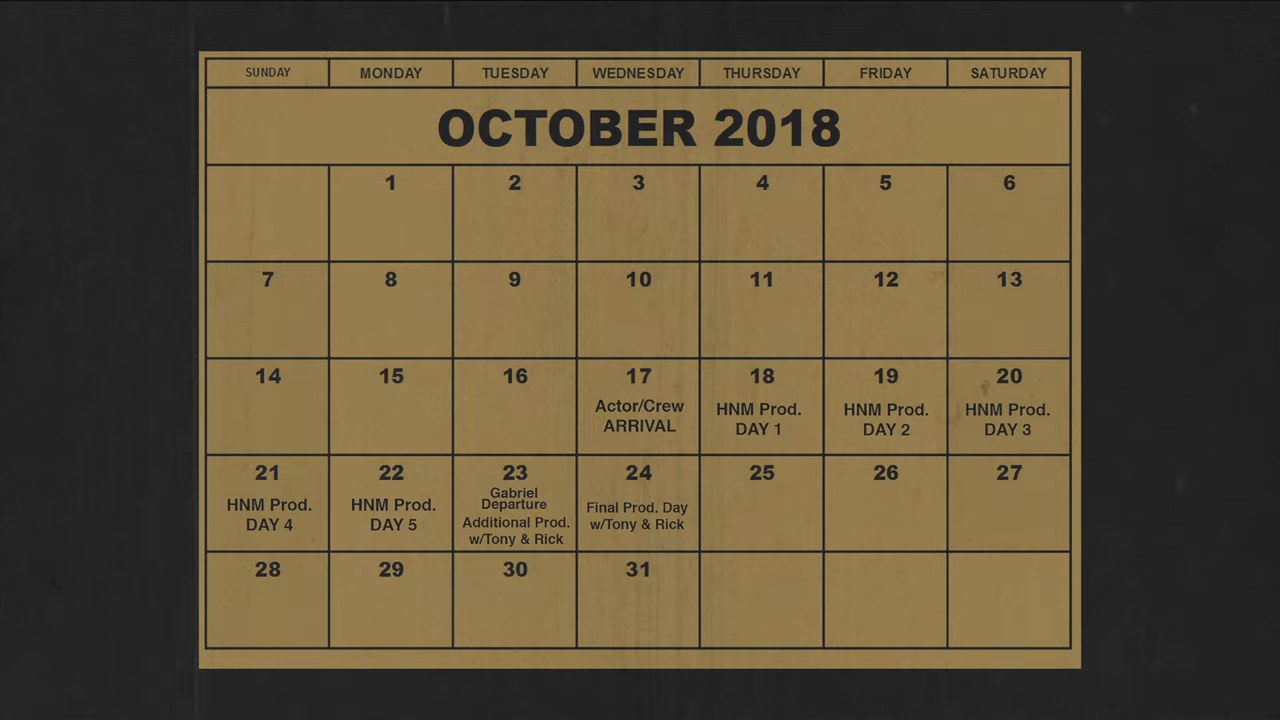 SUNDAY MONDAY TUESDAY WEDNESDAY THURSDAY FRIDAY SATURDAY
OCTOBER 2018
1 2 3 4 5 6
7 8 9 10 11 12 13
14 15 16 17 18 19 20
Actor/Crew
ARRIVAL
HNM Prod.
DAY 1
HNM Prod.
DAY 2
HNM Prod.
DAY 3
21 22 23 24 25 26 27
HNM Prod.
DAY 4
HNM Prod.
DAY 5
Gabriel
Departure
Additional Prod.
w/Tony & Rick
Final Prod. Day
w/Tony & Rick
28 29 30 31